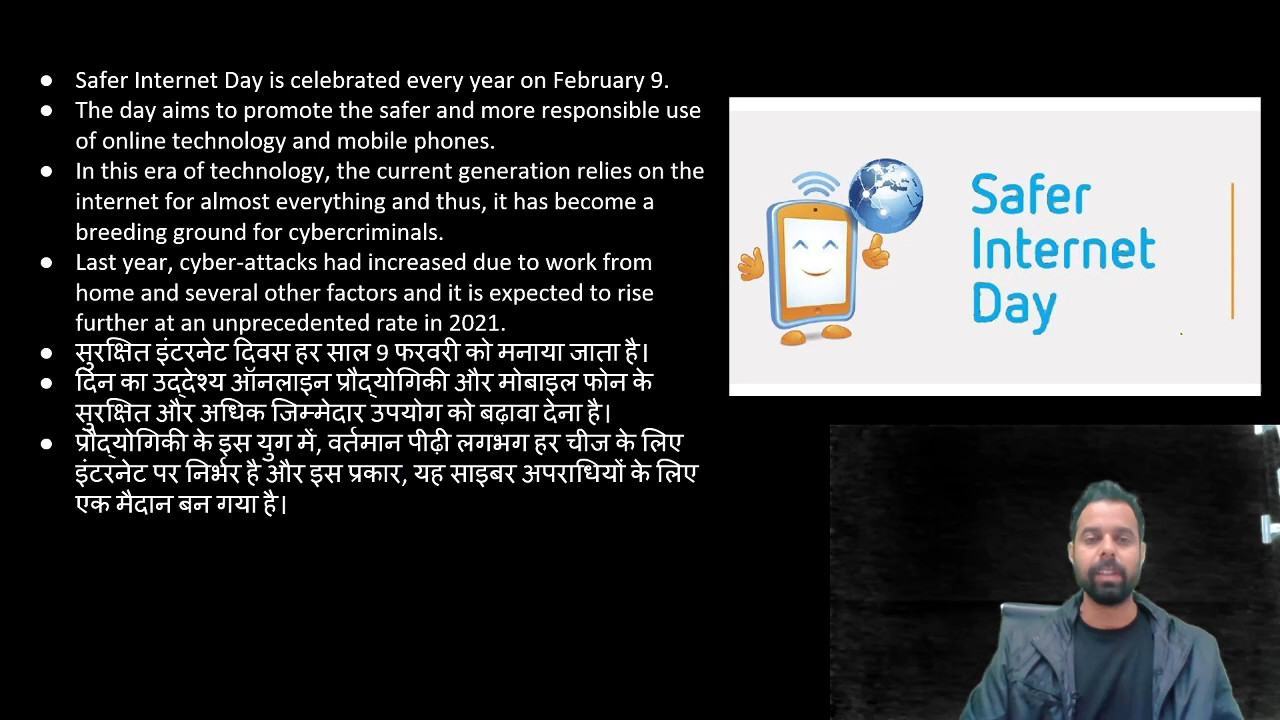 ● Safer Internet Day is celebrated every year on February 9.
● The day aims to promote the safer and more responsible use
of online technology and mobile phones.
● In this era of technology, the current generation relies on the
internet for almost everything and thus, it has become a
breeding ground for cybercriminals.
● Last year, cyber-attacks had increased due to work from
home and several other factors and it is expected to rise
further at an unprecedented rate in 2021.
● सुरक्षित इंटरनेट दिवस हर साल 9 फरवरी को मनाया जाता है।
● दिन का उद्देश्य ऑनलाइन प्रौद्योगिकी और मोबाइल फोन के
सुरक्षित और अधिक जिम्मेदार उपयोग को बढ़ावा देना है।
● प्रौद्योगिकी के इस युग में, वर्तमान पीढ़ी लगभग हर चीज के लिए
इंटरनेट पर निर्भर है और इस प्रकार, यह साइबर अपराधियों के लिए
एक मैदान बन गया है।
Safer
Internet
Day